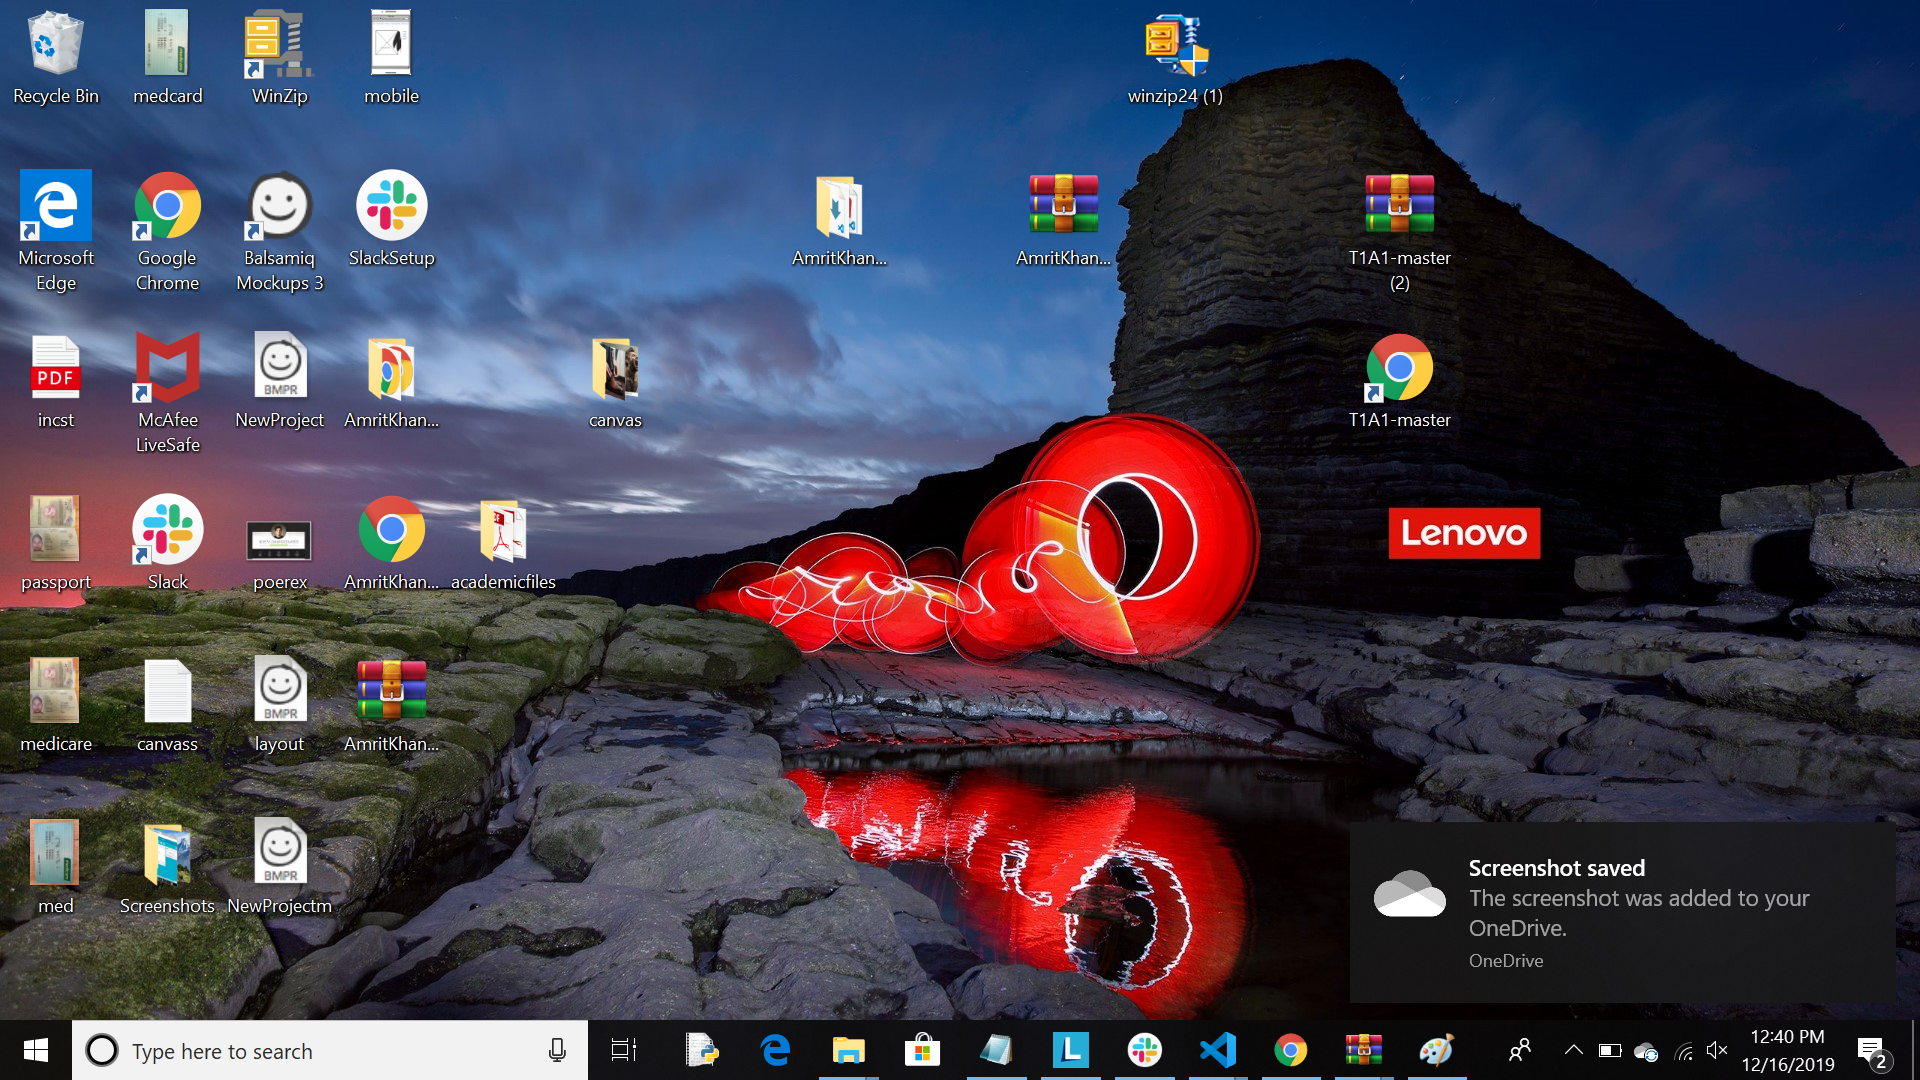 Recycle Bin
medcard
WinZip
mobile
winzip24 (1)
Microsoft
Edge
Google
Chrome
Balsamiq
Mockups 3
SlackSetup
AmritKhan...
AmritKhan...
T1A1-master
(2)
PDF
incst
McAfee
LiveSafe
BMPR
NewProject
AmritKhan...
canvas
T1A1-master
Lenovo
passport
Slack
poerex
AmritKhan...
academicfiles
medicare
canvass
BMPR
layout
AmritKhan...
med
Screenshots
BMPR
NewProjectm
Screenshot saved
The screenshot was added to your
OneDrive.
OneDrive
Type here to search
L
12:40 PM
12/16/2019
2